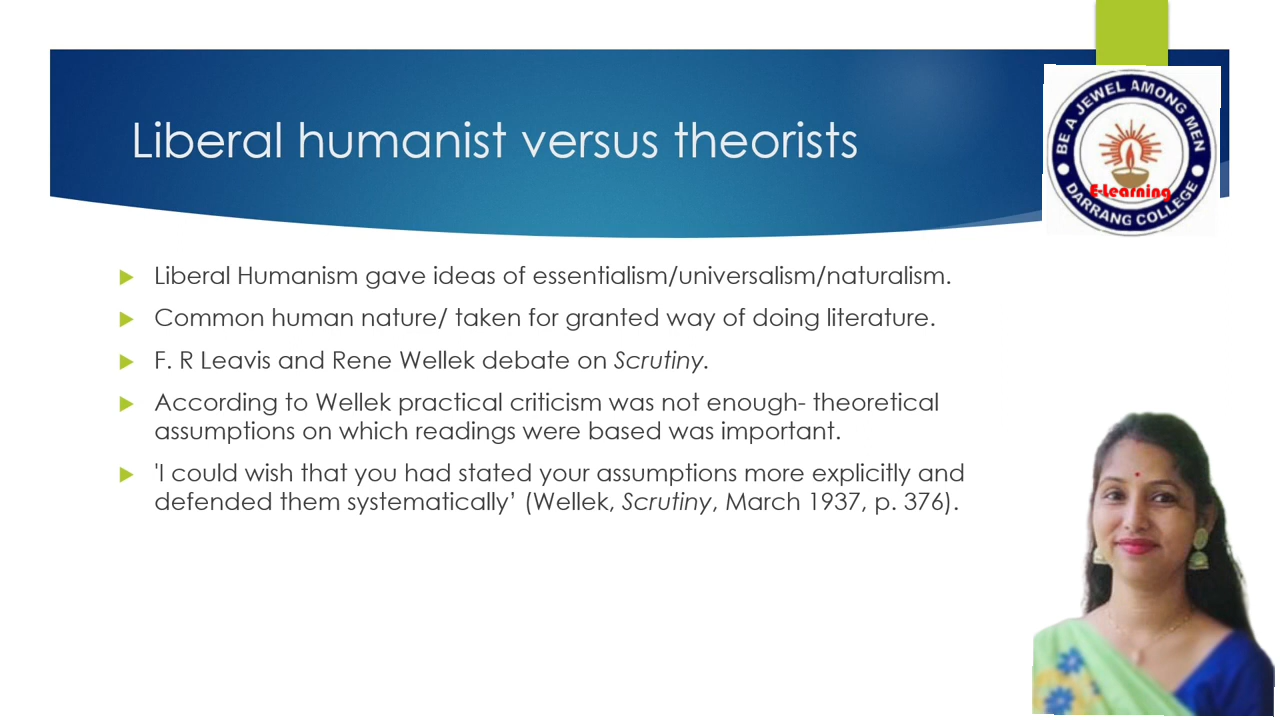 BE A JEWEL AMONG MEN
E-Learning
DARRANG COLLEGE
Liberal humanist versus theorists
Liberal Humanism gave ideas of essentialism/universalism/naturalism.
Common human nature/ taken for granted way of doing literature.
F. R Leavis and Rene Wellek debate on Scrutiny.
According to Wellek practical criticism was not enough- theoretical
assumptions on which readings were based was important.
'I could wish that you had stated your assumptions more explicitly and
defended them systematically’ (Wellek, Scrutiny, March 1937, p. 376).